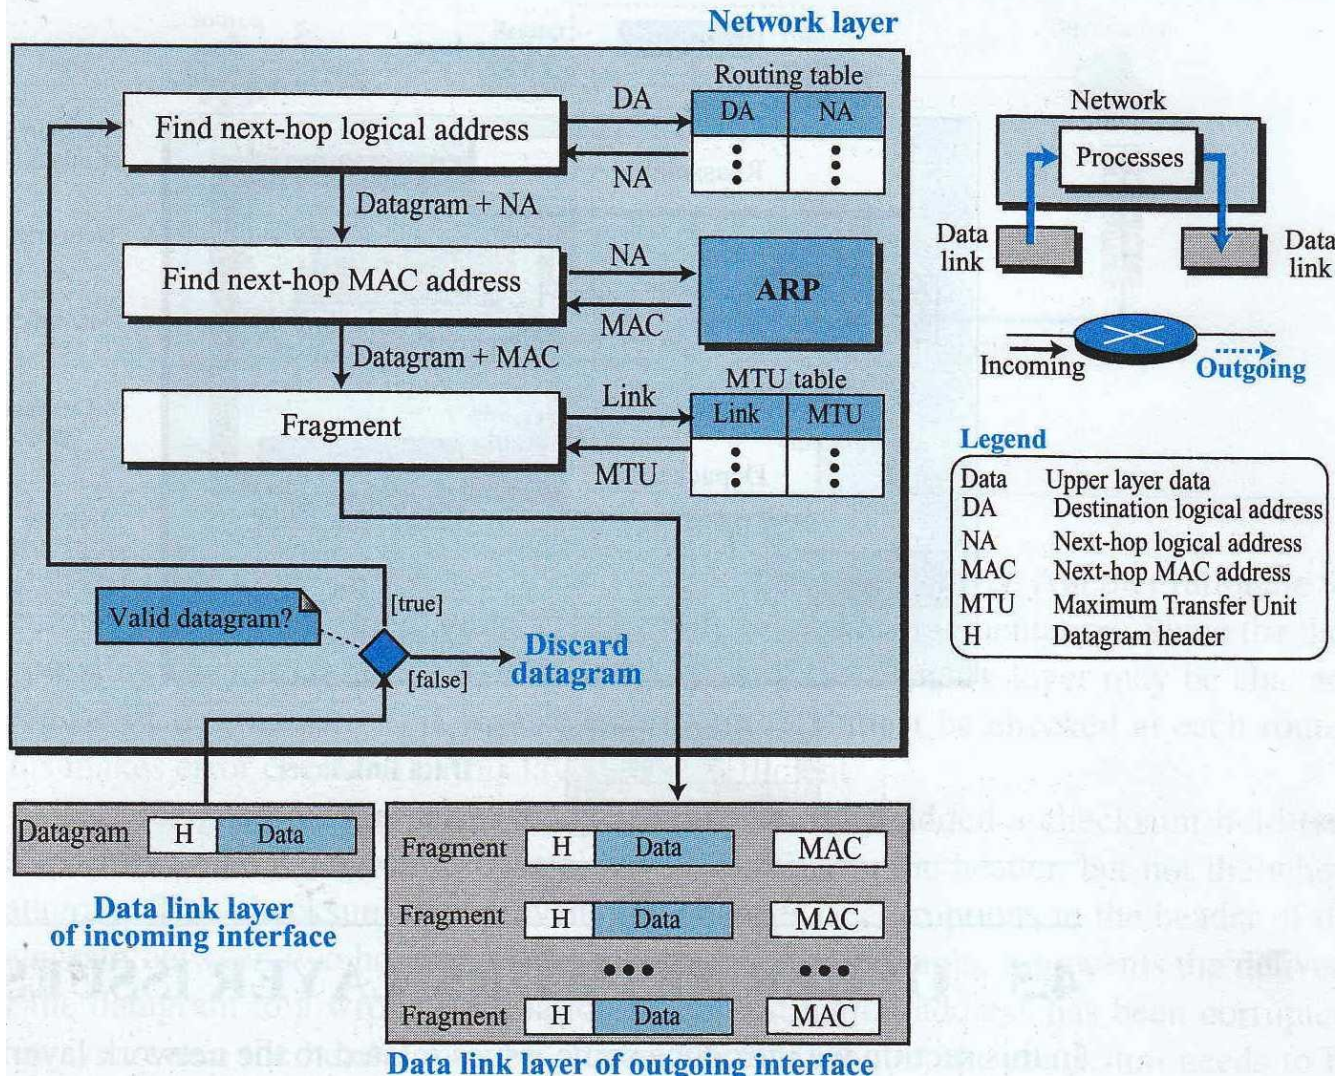 Network layer
Routing table
DA NA
Find next-hop logical address
DA
NA
Datagram + NA
Find next-hop MAC address
NA
MAC
ARP
Datagram + MAC
Fragment
Link
MTU
MTU table
Link MTU
Valid datagram?
[true]
[false]
Discard
datagram
Datagram H Data
Data link layer
of incoming interface
Fragment H Data MAC
Fragment H Data MAC
Fragment H Data MAC
Data link layer of outgoing interface
Network
Processes
Data
link
Data
link
Incoming
Outgoing
Legend
Data Upper layer data
DA Destination logical address
NA Next-hop logical address
MAC Next-hop MAC address
MTU Maximum Transfer Unit
H Datagram header